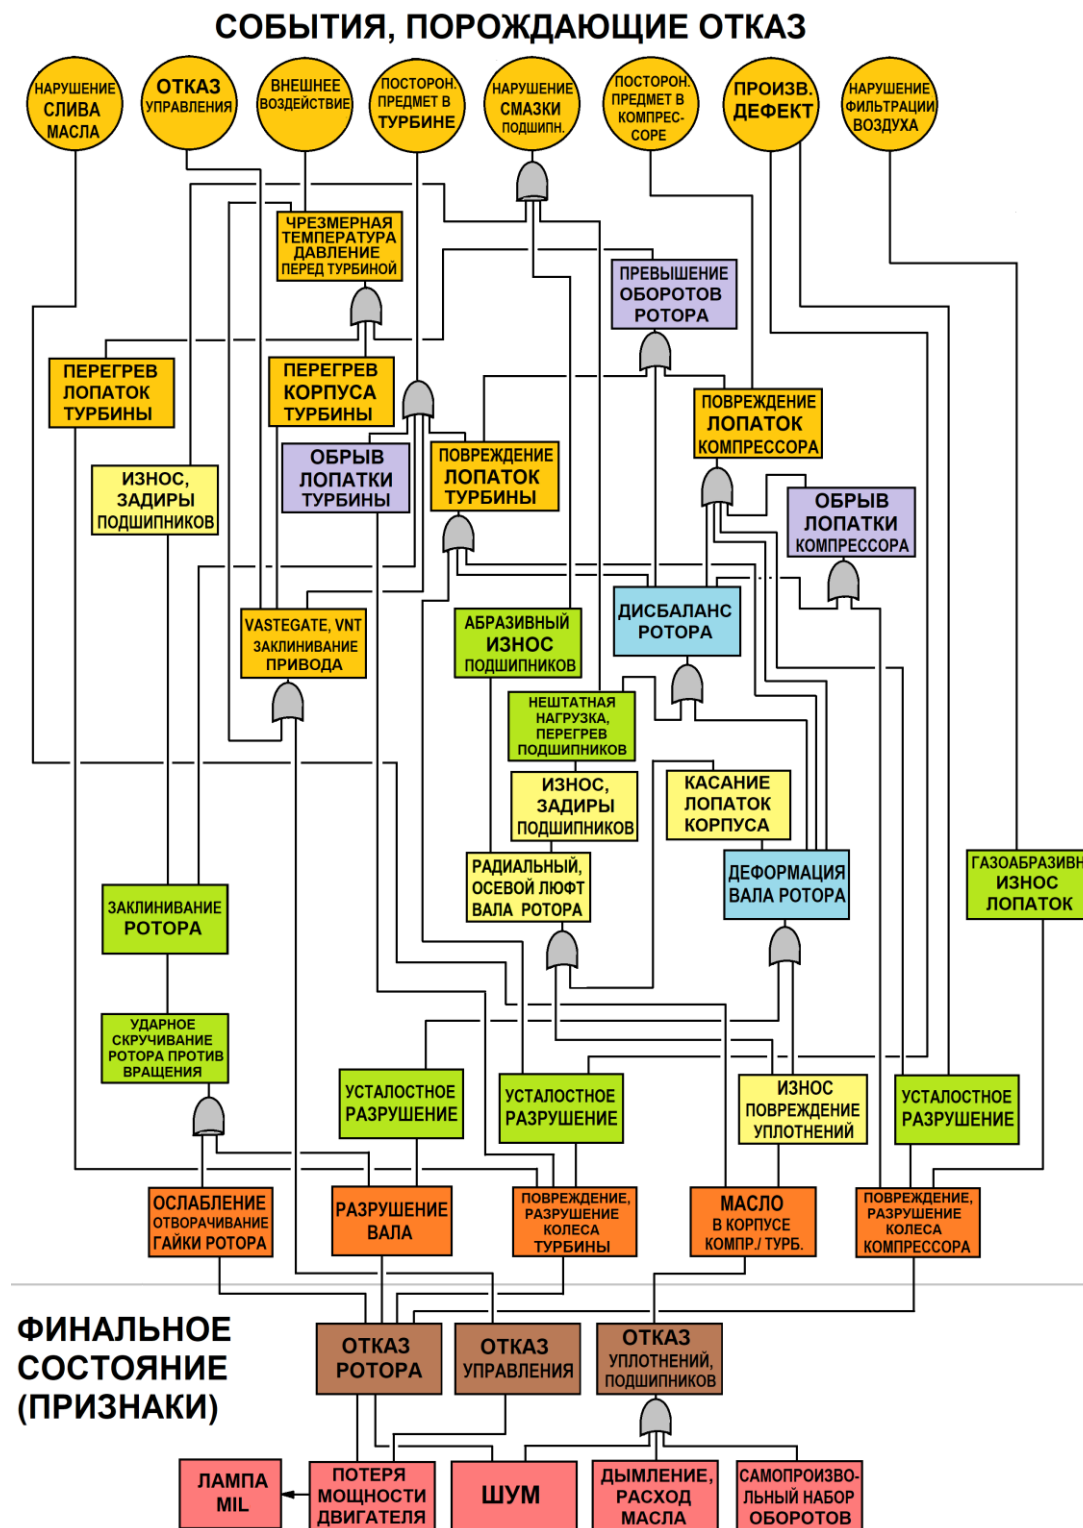 СОБЫТИЯ, ПОРОЖДАЮЩИЕ ОТКАЗ
НАРУШЕНИЕ
СЛИВА
МАСЛА
ОТКАЗ
УПРАВЛЕНИЯ
ВНЕШНЕЕ
ВОЗДЕЙСТВИЕ
ПОСТОРОН.
ПРЕДМЕТ В
ТУРБИНЕ
НАРУШЕНИЕ
СМАЗКИ
ПОДШИПН.
ПОСТОРОН.
ПРЕДМЕТ В
КОМПРЕС-
СОРЕ
ПРОИЗВ.
ДЕФЕКТ
НАРУШЕНИЕ
ФИЛЬТРАЦИИ
ВОЗДУХА
ЧРЕЗМЕРНАЯ
ТЕМПЕРАТУРА
ДАВЛЕНИЕ
ПЕРЕД ТУРБИНОЙ
ПРЕВЫШЕНИЕ
ОБОРОТОВ
РОТОРА
ПЕРЕГРЕВ
ЛОПАТОК
ТУРБИНЫ
ПЕРЕГРЕВ
КОРПУСА
ТУРБИНЫ
ПОВРЕЖДЕНИЕ
ЛОПАТОК
КОМПРЕССОРА
ИЗНОС,
ЗАДИРЫ
ПОДШИПНИКОВ
ОБРЫВ
ЛОПАТКИ
ТУРБИНЫ
ПОВРЕЖДЕНИЕ
ЛОПАТОК
ТУРБИНЫ
ОБРЫВ
ЛОПАТКИ
КОМПРЕССОРА
VASTEGATE, VNT
ЗАКЛИНИВАНИЕ
ПРИВОДА
АБРАЗИВНЫЙ
ИЗНОС
ПОДШИПНИКОВ
ДИСБАЛАНС
РОТОРА
НЕШТАТНАЯ
НАГРУЗКА,
ПЕРЕГРЕВ
ПОДШИПНИКОВ
ИЗНОС,
ЗАДИРЫ
ПОДШИПНИКОВ
КАСАНИЕ
ЛОПАТОК
КОРПУСА
РАДИАЛЬНЫЙ,
ОСЕВОЙ ЛЮФТ
ВАЛА РОТОРА
ДЕФОРМАЦИЯ
ВАЛА РОТОРА
ГАЗОАБРАЗИВН
ИЗНОС
ЛОПАТОК
ЗАКЛИНИВАНИЕ
РОТОРА
УДАРНОЕ
СКРУЧИВАНИЕ
РОТОРА ПРОТИВ
ВРАЩЕНИЯ
УСТАЛОСТНОЕ
РАЗРУШЕНИЕ
УСТАЛОСТНОЕ
РАЗРУШЕНИЕ
ИЗНОС
ПОВРЕЖДЕНИЕ
УПЛОТНЕНИЙ
УСТАЛОСТНОЕ
РАЗРУШЕНИЕ
ОСЛАБЛЕНИЕ
ОТВОРАЧИВАНИЕ
ГАЙКИ РОТОРА
РАЗРУШЕНИЕ
ВАЛА
ПОВРЕЖДЕНИЕ,
РАЗРУШЕНИЕ
КОЛЕСА
ТУРБИНЫ
МАСЛО
В КОРПУСЕ
КОМПР./ ТУРБ.
ПОВРЕЖДЕНИЕ,
РАЗРУШЕНИЕ
КОЛЕСА
КОМПРЕССОРА
ФИНАЛЬНОЕ
СОСТОЯНИЕ
(ПРИЗНАКИ)
ОТКАЗ
РОТОРА
ОТКАЗ
УПРАВЛЕНИЯ
ОТКАЗ
УПЛОТНЕНИЙ,
ПОДШИПНИКОВ
ЛАМПА
MIL
ПОТЕРЯ
МОЩНОСТИ
ДВИГАТЕЛЯ
ШУМ
ДЫМЛЕНИЕ,
РАСХОД
МАСЛА
САМОПРОИЗВО-
ЛЬНЫЙ НАБОР
ОБОРОТОВ